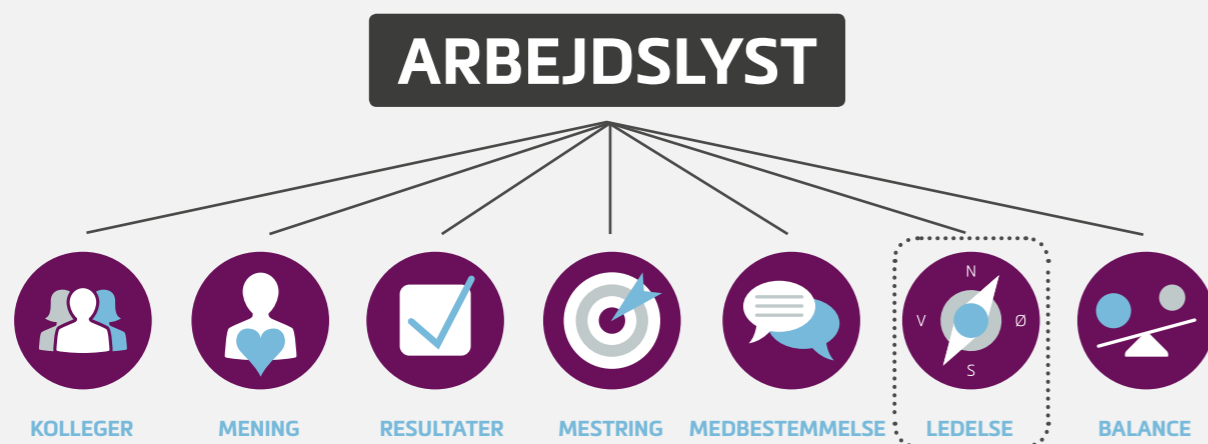 ARBEJDSLYST
N
V Ø
S
KOLLEGER MENING RESULTATER MESTRING MEDBESTEMMELSE LEDELSE BALANCE